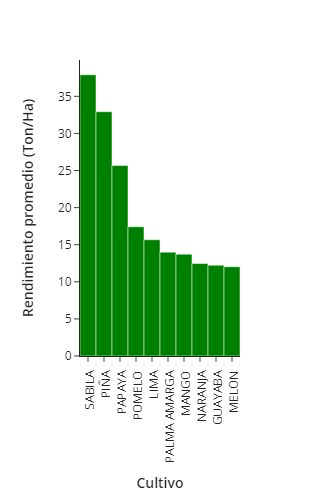 Rendimiento promedio (Ton/Ha)
35
30
25
20
15
10
5
0
SABILA
PIÑA
PAPAYA
POMELO
LIMA
PALMA AMARGA
MANGO
NARANJA
GUAYABA
MELON
Cultivo